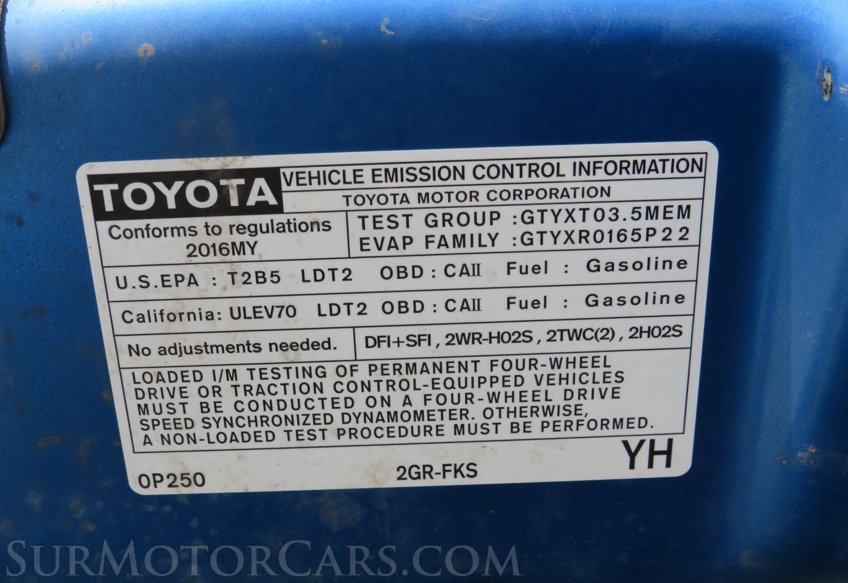 TOYOTA
VEHICLE EMISSION CONTROL INFORMATION
TOYOTA MOTOR CORPORATION
Conforms to regulations
2016MY
TEST GROUP :GTYXT03.5MEM
EVAP FAMILY :GTYXR0165P22
U.S.EPA : T2B5 LDT2 OBD : CAII Fuel : Gasoline
California: ULEV70 LDT2 OBD : CAII Fuel : Gasoline
No adjustments needed.
DFI+SFI , 2WR-HO2S , 2TWC(2) , 2HO2S
LOADED I/M TESTING OF PERMANENT FOUR-WHEEL
DRIVE OR TRACTION CONTROL-EQUIPPED VEHICLES
MUST BE CONDUCTED ON A FOUR-WHEEL DRIVE
SPEED SYNCHRONIZED DYNAMOMETER. OTHERWISE,
A NON-LOADED TEST PROCEDURE MUST BE PERFORMED.
0P250
2GR-FKS
YH
SURMOTORCARS.COM